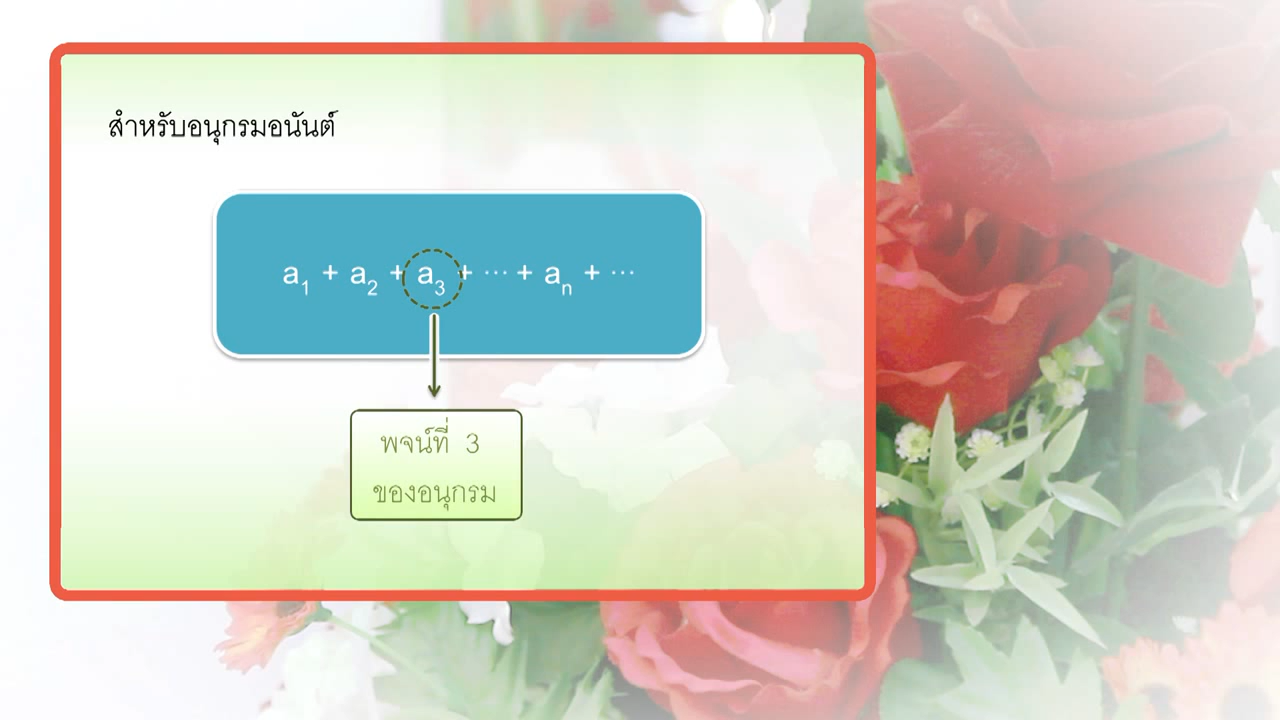 สำหรับอนุกรมอนันต์
a₁ + a₂ + a₃ + ⋯ + aₙ + ⋯
พจน์ที่ 3
ของอนุกรม